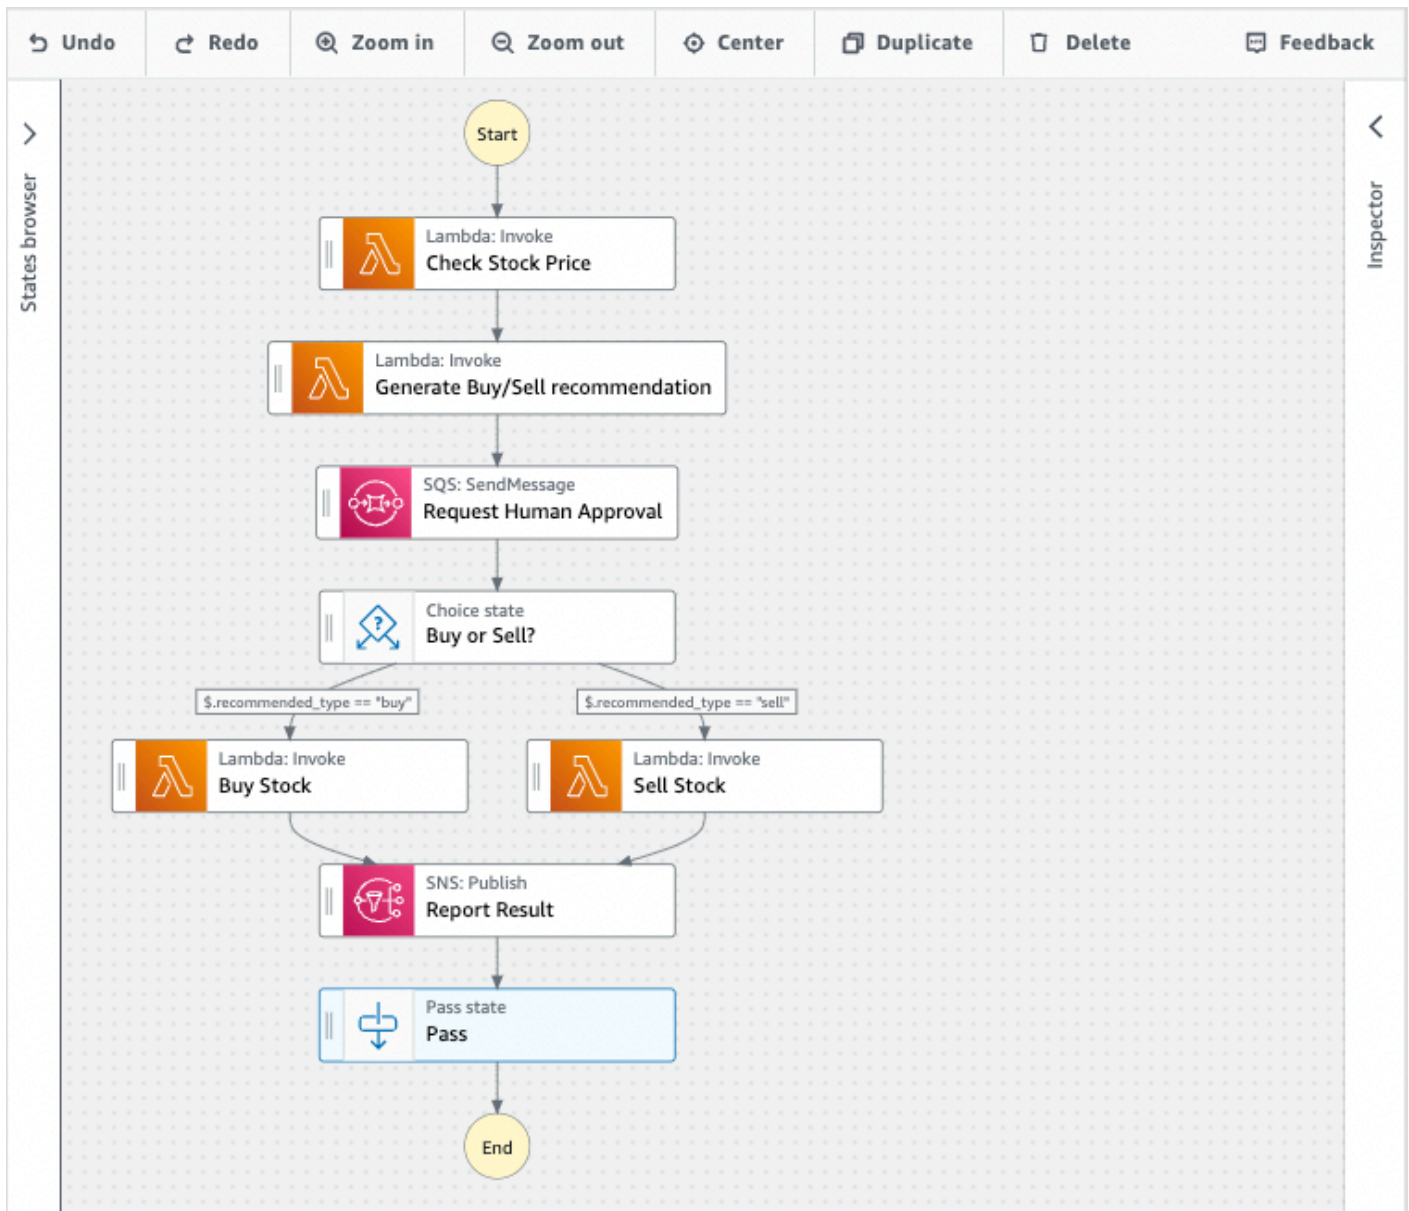 Undo
Redo
Zoom in
Zoom out
Center
Duplicate
Delete
Feedback
States browser
Inspector
Start
Lambda: Invoke
Check Stock Price
Lambda: Invoke
Generate Buy/Sell recommendation
SQS: SendMessage
Request Human Approval
Choice state
Buy or Sell?
$.recommended_type == "buy"
$.recommended_type == "sell"
Lambda: Invoke
Buy Stock
Lambda: Invoke
Sell Stock
SNS: Publish
Report Result
Pass state
Pass
End